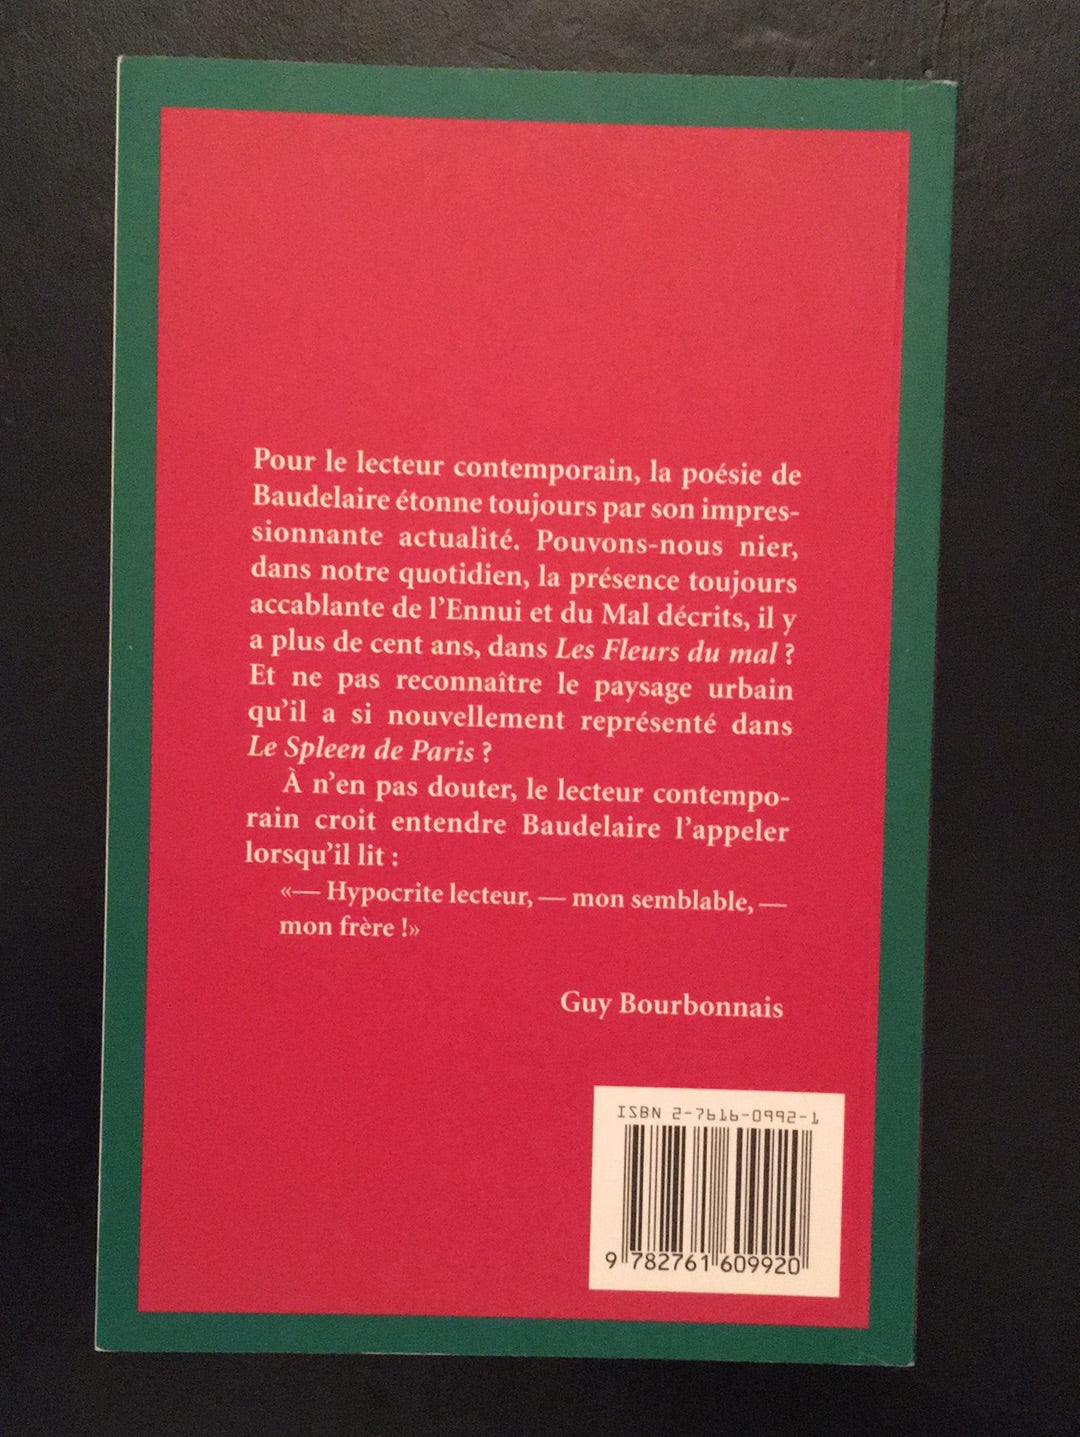 Pour le lecteur contemporain, la poésie de
Baudelaire étonne toujours par son impres-
sionnante actualité. Pouvons-nous nier,
dans notre quotidien, la présence toujours
accablante de l'Ennui et du Mal décrits, il y
a plus de cent ans, dans Les Fleurs du mal ?
Et ne pas reconnaître le paysage urbain
qu'il a si nouvellement représenté dans
Le Spleen de Paris ?
À n'en pas douter, le lecteur contempo-
rain croit entendre Baudelaire l'appeler
lorsqu'il lit :
«— Hypocrite lecteur, — mon semblable, —
mon frère !»
Guy Bourbonnais
ISBN 2-7616-0992-1
9 782761 609920